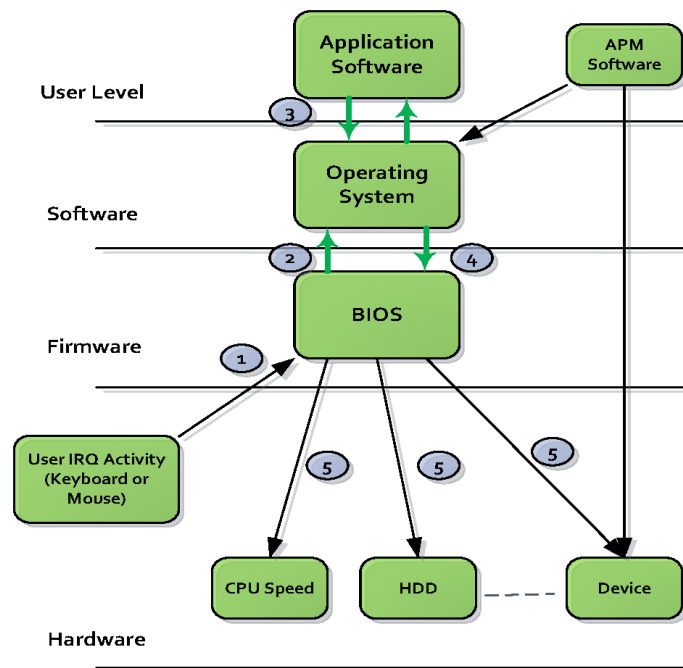 Application
Software
APM
Software
User Level
3
Operating
System
Software
2
4
BIOS
Firmware
1
User IRQ Activity
(Keyboard or
Mouse)
5
5
5
CPU Speed
HDD
Device
Hardware